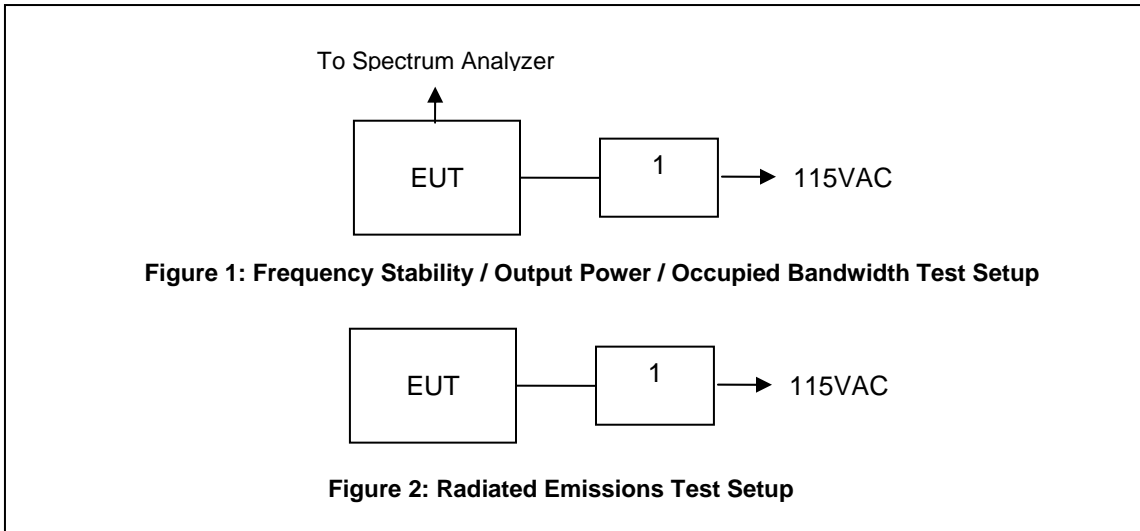 To Spectrum Analyzer
EUT
1
115VAC
Figure 1: Frequency Stability / Output Power / Occupied Bandwidth Test Setup
EUT
1
115VAC
Figure 2: Radiated Emissions Test Setup